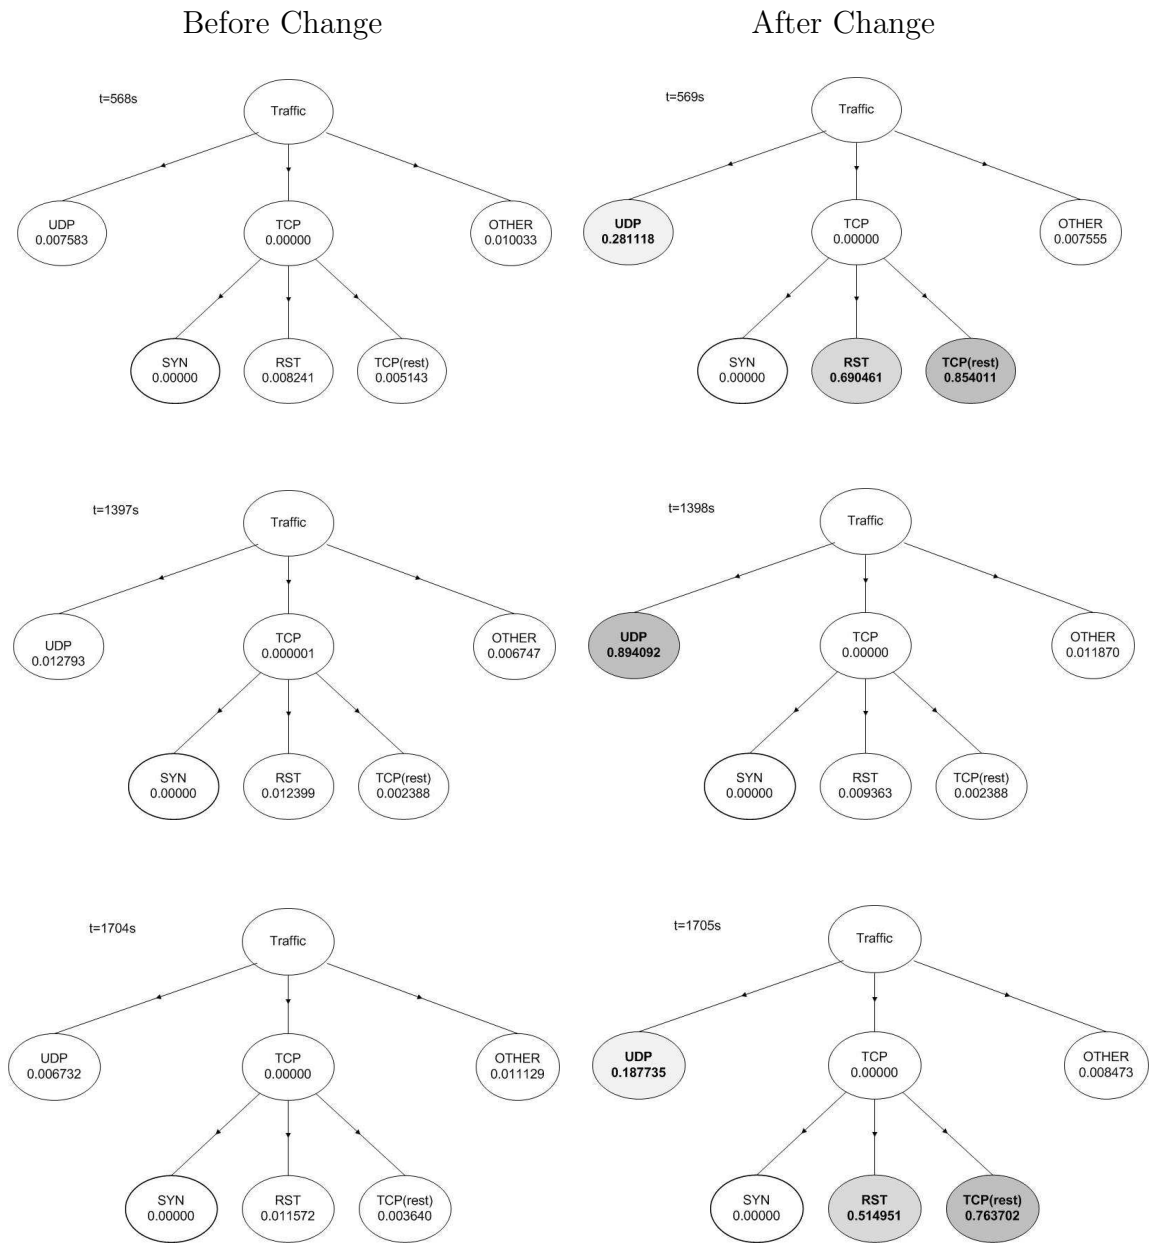 Before Change
After Change
t=568s
Traffic
UDP
0.007583
TCP
0.00000
OTHER
0.010033
SYN
0.00000
RST
0.008241
TCP(rest)
0.005143
t=569s
Traffic
UDP
0.281118
TCP
0.00000
OTHER
0.007555
SYN
0.00000
RST
0.690461
TCP(rest)
0.854011
t=1397s
Traffic
UDP
0.012793
TCP
0.000001
OTHER
0.006747
SYN
0.00000
RST
0.012399
TCP(rest)
0.002388
t=1398s
Traffic
UDP
0.894092
TCP
0.00000
OTHER
0.011870
SYN
0.00000
RST
0.009363
TCP(rest)
0.002388
t=1704s
Traffic
UDP
0.006732
TCP
0.00000
OTHER
0.011129
SYN
0.00000
RST
0.011572
TCP(rest)
0.003640
t=1705s
Traffic
UDP
0.187735
TCP
0.00000
OTHER
0.008473
SYN
0.00000
RST
0.514951
TCP(rest)
0.763702